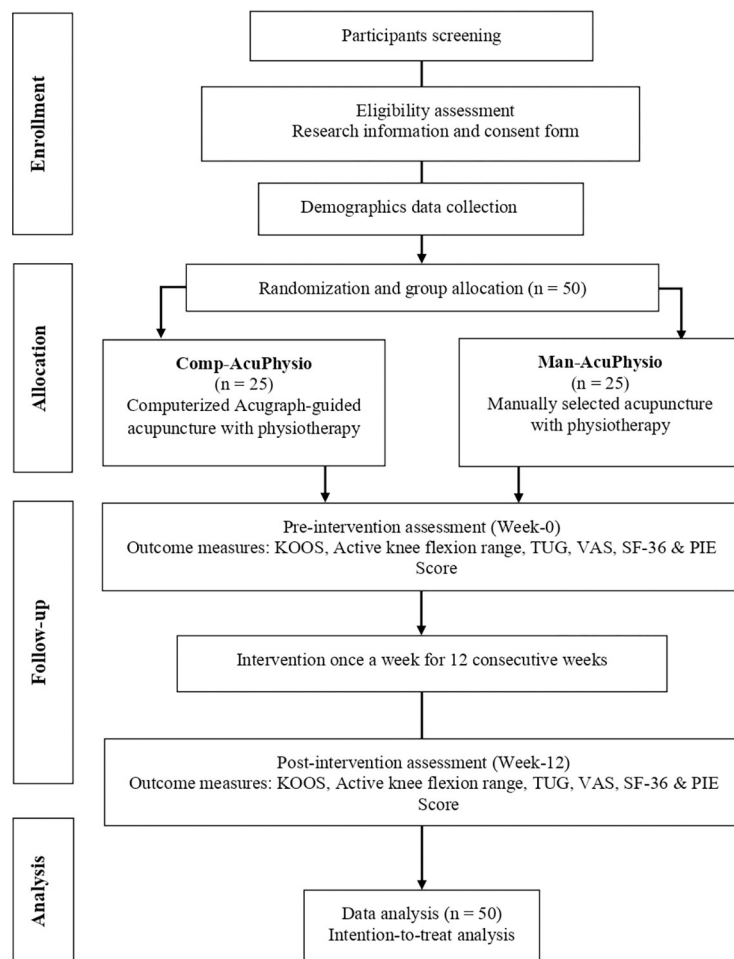 Enrollment
Participants screening
Eligibility assessment
Research information and consent form
Demographics data collection
Allocation
Randomization and group allocation (n = 50)
Comp-AcuPhysio
(n = 25)
Computerized Acugraph-guided
acupuncture with physiotherapy
Man-AcuPhysio
(n = 25)
Manually selected acupuncture
with physiotherapy
Follow-up
Pre-intervention assessment (Week-0)
Outcome measures: KOOS, Active knee flexion range, TUG, VAS, SF-36 & PIE
Score
Intervention once a week for 12 consecutive weeks
Post-intervention assessment (Week-12)
Outcome measures: KOOS, Active knee flexion range, TUG, VAS, SF-36 & PIE
Score
Analysis
Data analysis (n = 50)
Intention-to-treat analysis